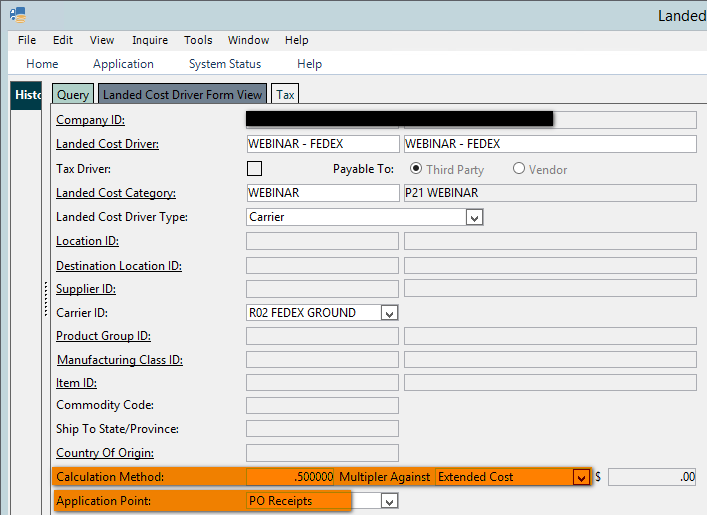 Landed
File Edit View Inquire Tools Window Help
Home Application System Status Help
Histo Query Landed Cost Driver Form View Tax
Company ID:
Landed Cost Driver: WEBINAR - FEDEX WEBINAR - FEDEX
Tax Driver: Payable To: Third Party Vendor
Landed Cost Category: WEBINAR P21 WEBINAR
Landed Cost Driver Type: Carrier
Location ID:
Destination Location ID:
Supplier ID:
Carrier ID: R02 FEDEX GROUND
Product Group ID:
Manufacturing Class ID:
Item ID:
Commodity Code:
Ship To State/Province:
Country Of Origin:
Calculation Method: .500000 Multipler Against Extended Cost $ .00
Application Point: PO Receipts